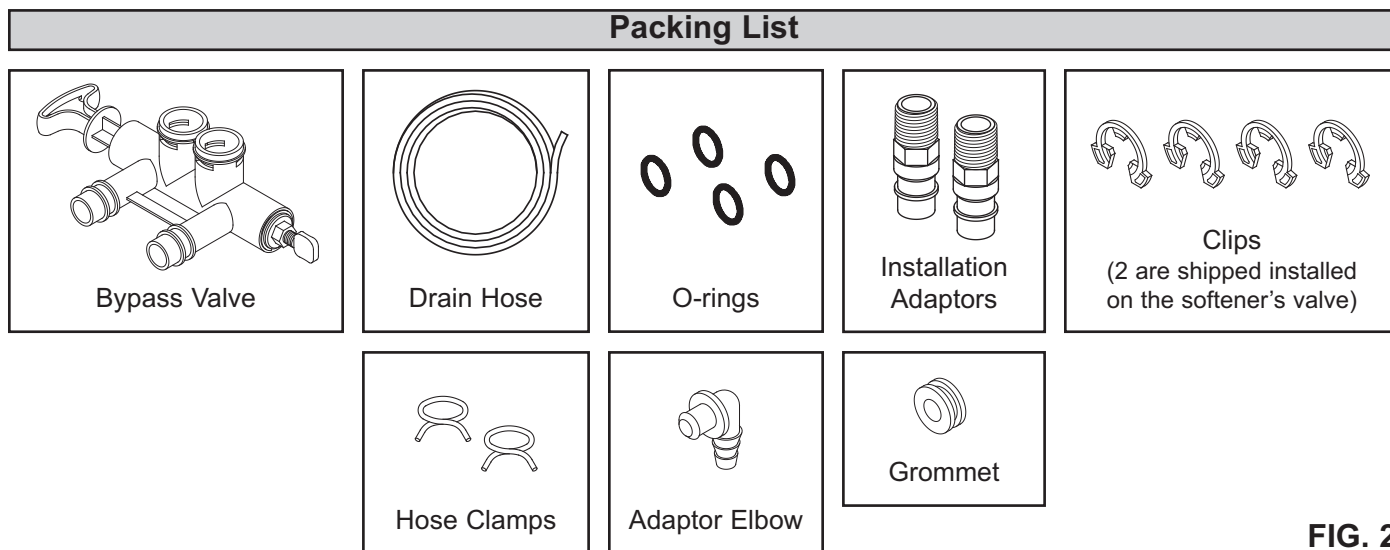 Packing List
Bypass Valve
Drain Hose
O-rings
Installation
Adaptors
Clips
(2 are shipped installed
on the softener’s valve)
Hose Clamps
Adaptor Elbow
Grommet
FIG. 2